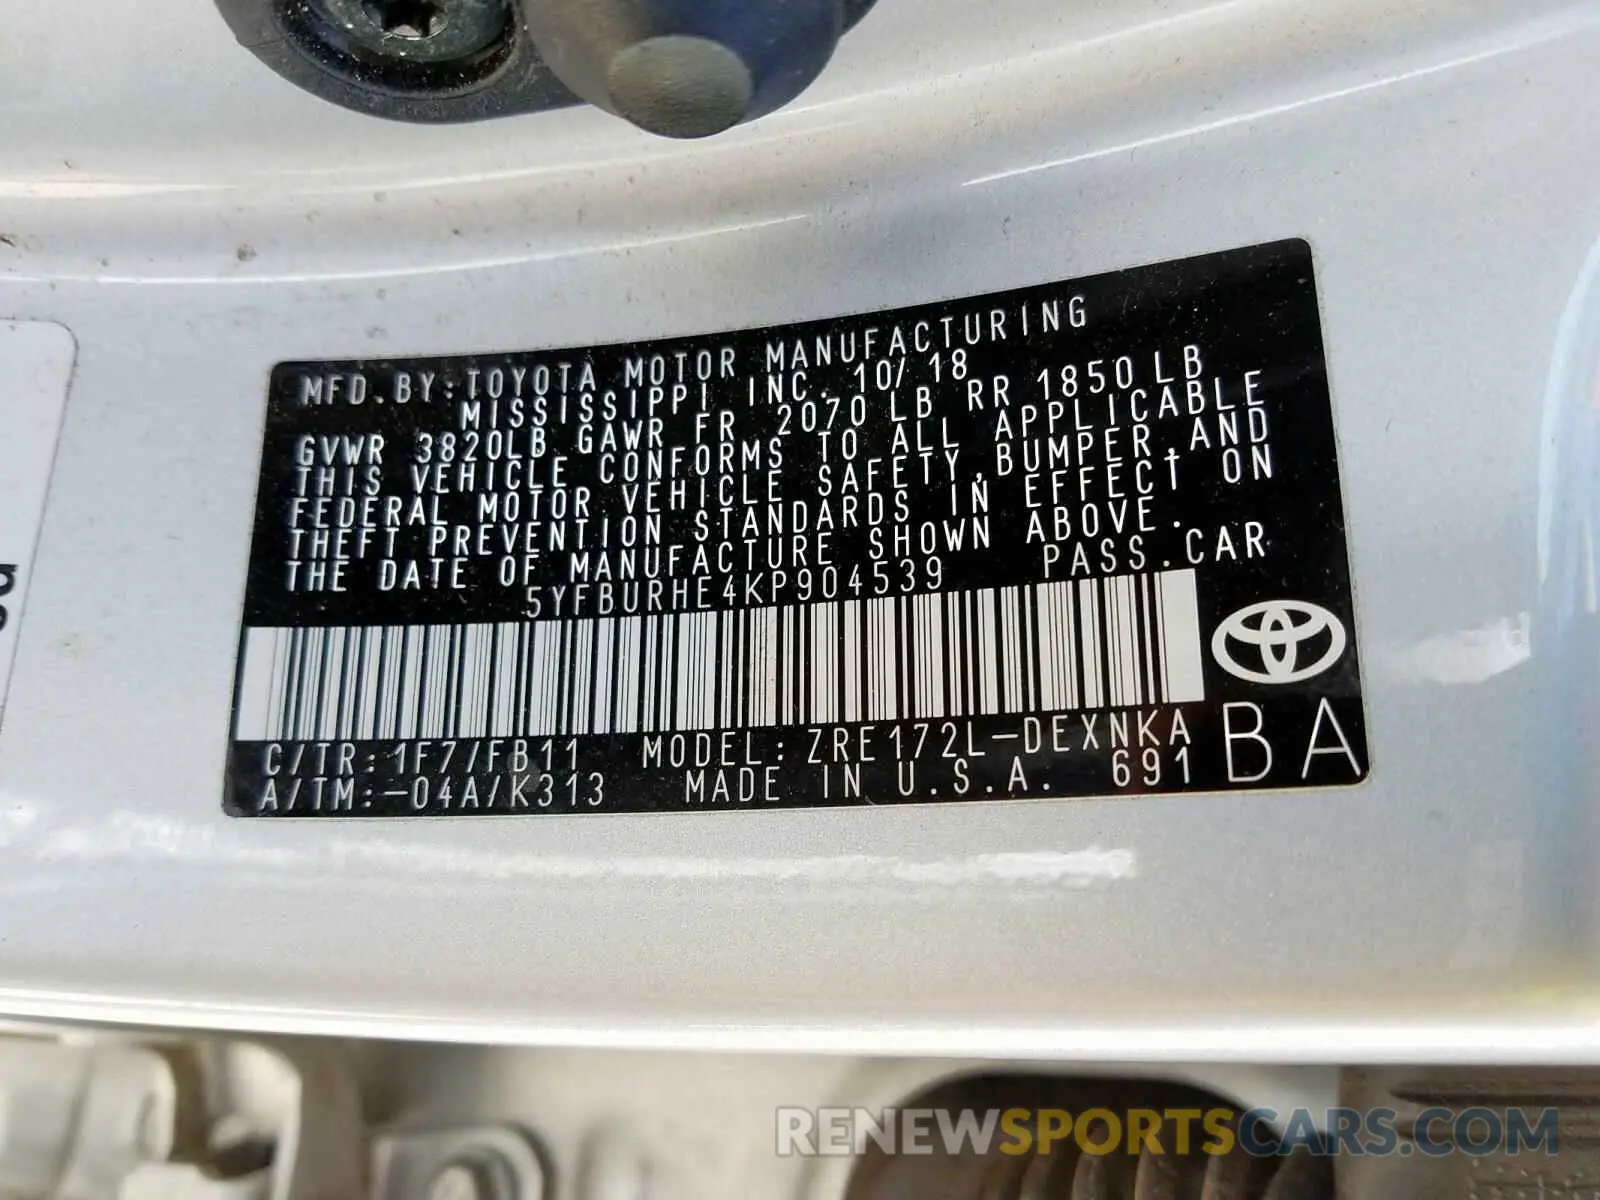 MFD. BY: TOYOTA MOTOR MANUFACTURING
MISSISSIPPI INC. 10/18
GVWR 3820LB GAWR FR 2070 LB RR 1850 LB
THIS VEHICLE CONFORMS TO ALL APPLICABLE
FEDERAL MOTOR VEHICLE SAFETY, BUMPER, AND
THEFT PREVENTION STANDARDS IN EFFECT ON
THE DATE OF MANUFACTURE SHOWN ABOVE.
5YFBURHE4KP904539 PASS. CAR
C/TR: 1F7/FB11 MODEL: ZRE172L-DEXNKA
A/TM: -04A/K313 MADE IN U.S.A. 691
BA
RENEWSPORTSCARS.COM